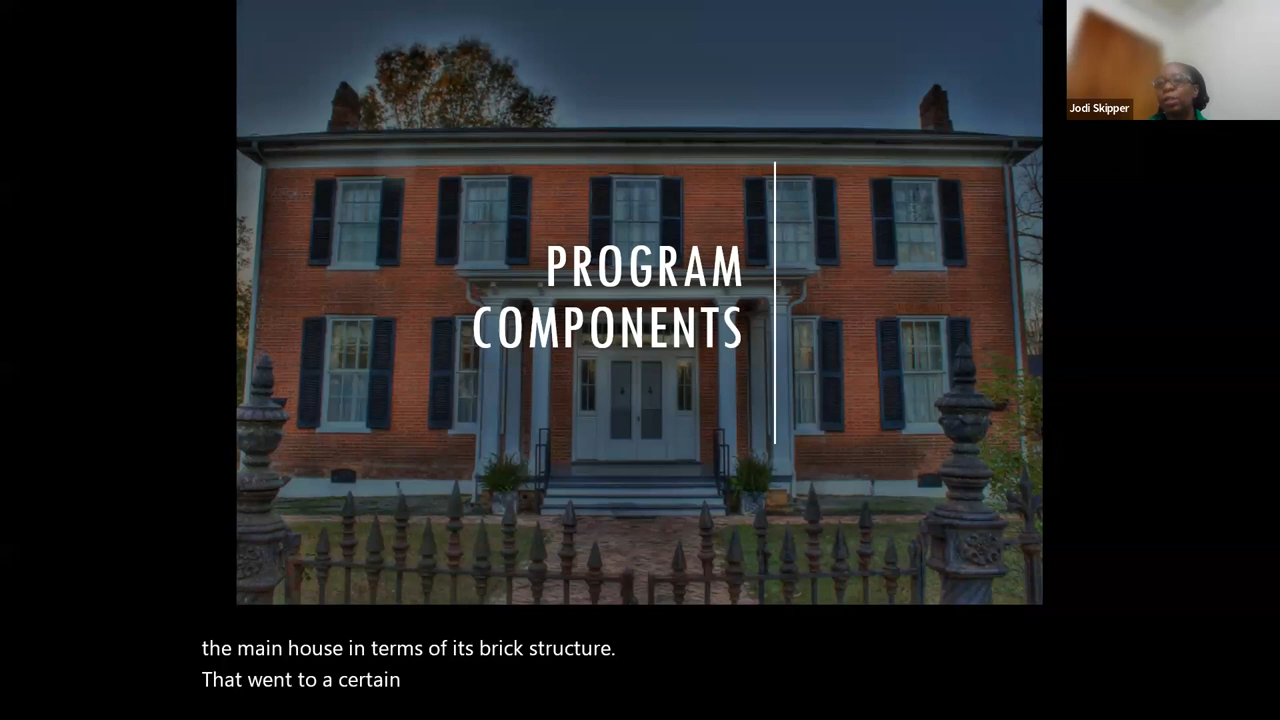 PROGRAM
COMPONENTS
Jodi Skipper
the main house in terms of its brick structure.
That went to a certain